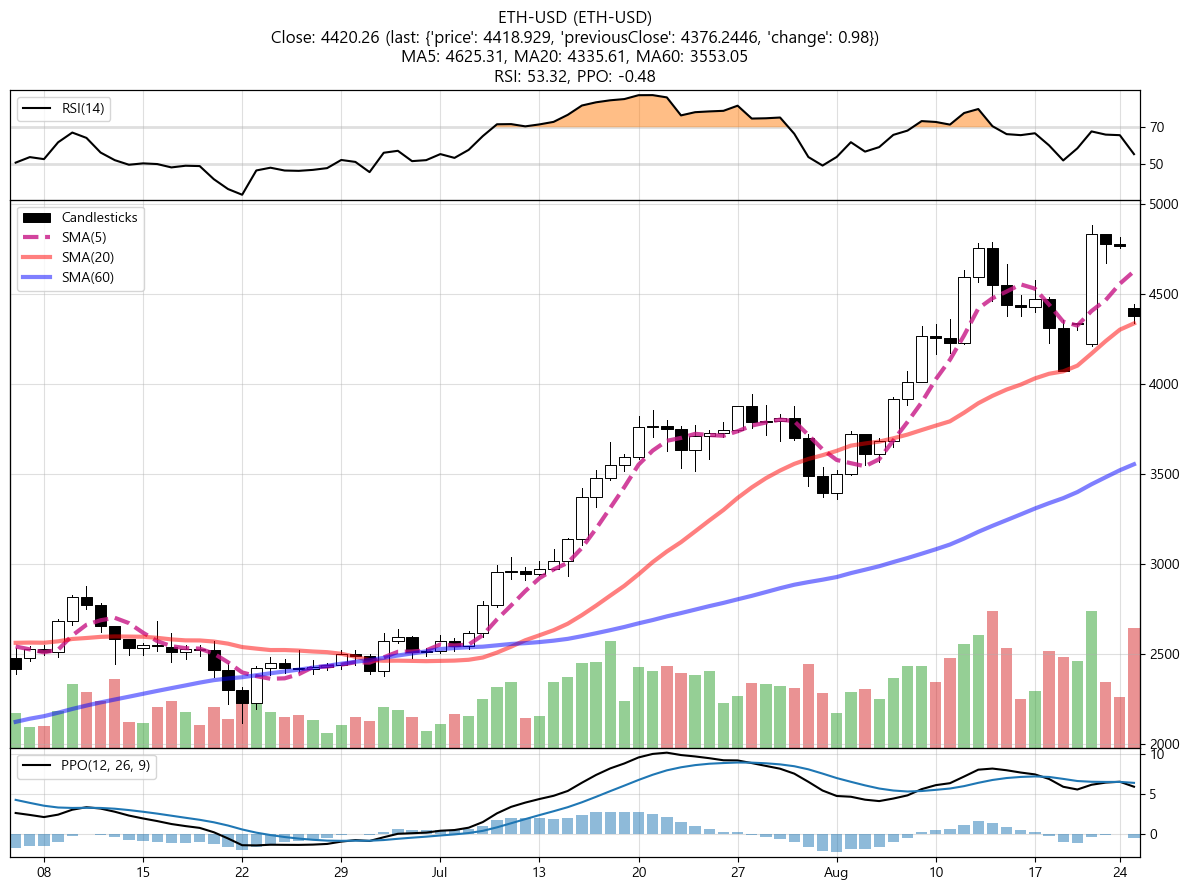 ETH-USD (ETH-USD)
Close: 4420.26 (last: {'price': 4418.929, 'previousClose': 4376.2446, 'change': 0.98})
MA5: 4625.31, MA20: 4335.61, MA60: 3553.05
RSI: 53.32, PPO: -0.48
RSI(14)
70
50
5000
Candlesticks
SMA(5)
SMA(20)
SMA(60)
4500
4000
3500
3000
2500
2000
PPO(12, 26, 9)
10
5
0
08 15 22 29 Jul 13 20 27 Aug 10 17 24